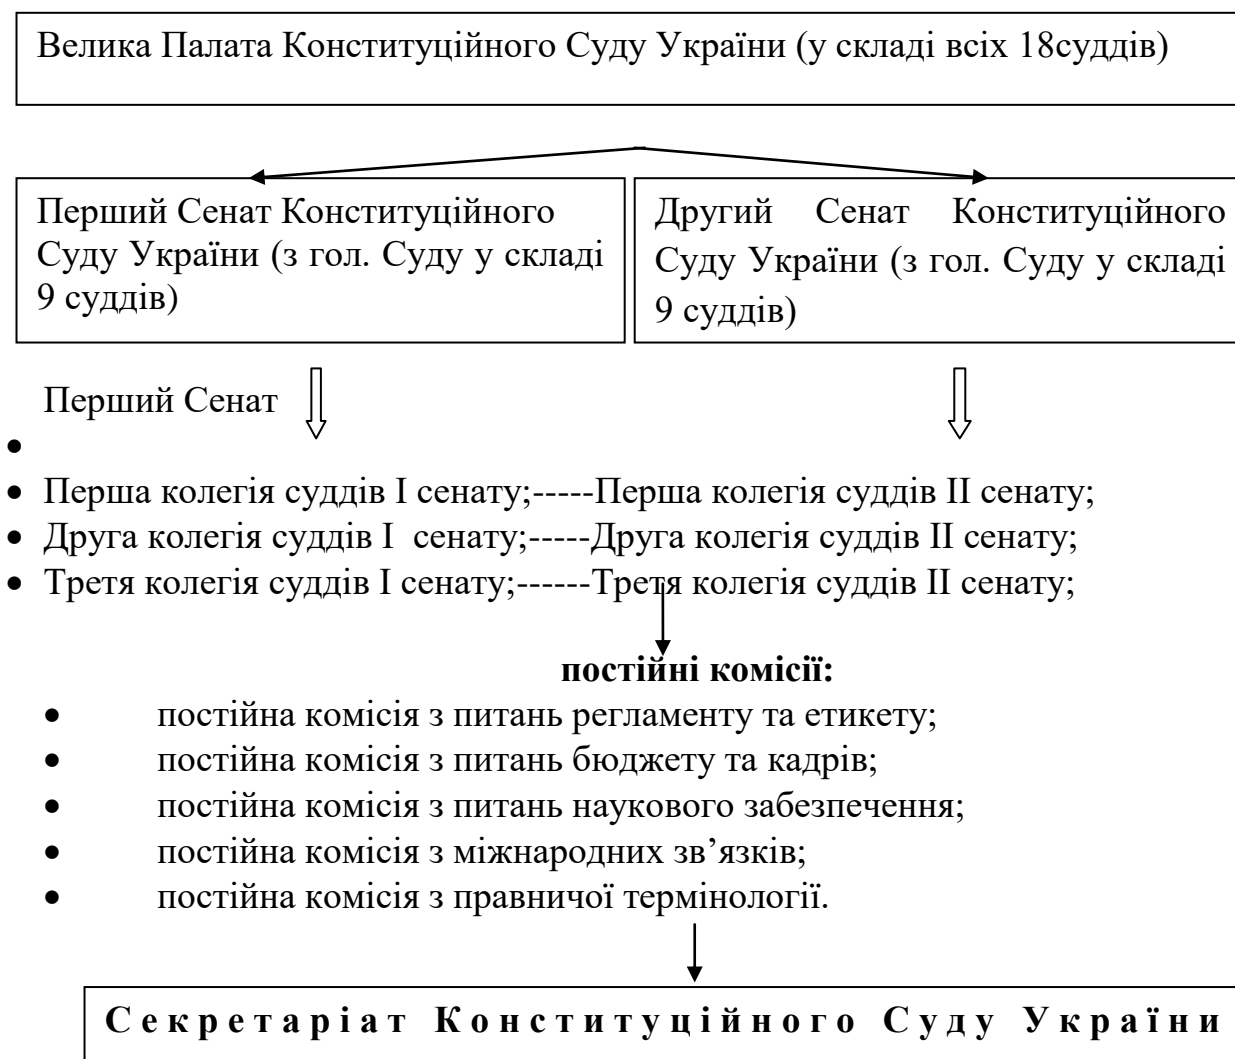 Велика Палата Конституційного Суду України (у складі всіх 18суддів)
Перший Сенат Конституційного
Суду України (з гол. Суду у складі
9 суддів)
Другий Сенат Конституційного
Суду України (з гол. Суду у складі
9 суддів)
Перший Сенат
•
• Перша колегія суддів І сенату;-----Перша колегія суддів ІІ сенату;
• Друга колегія суддів І  сенату;-----Друга колегія суддів ІІ сенату;
• Третя колегія суддів І сенату;------Третя колегія суддів ІІ сенату;
постійні комісії:
• постійна комісія з питань регламенту та етикету;
• постійна комісія з питань бюджету та кадрів;
• постійна комісія з питань наукового забезпечення;
• постійна комісія з міжнародних зв’язків;
• постійна комісія з правничої термінології.
Секретаріат Конституційного Суду України